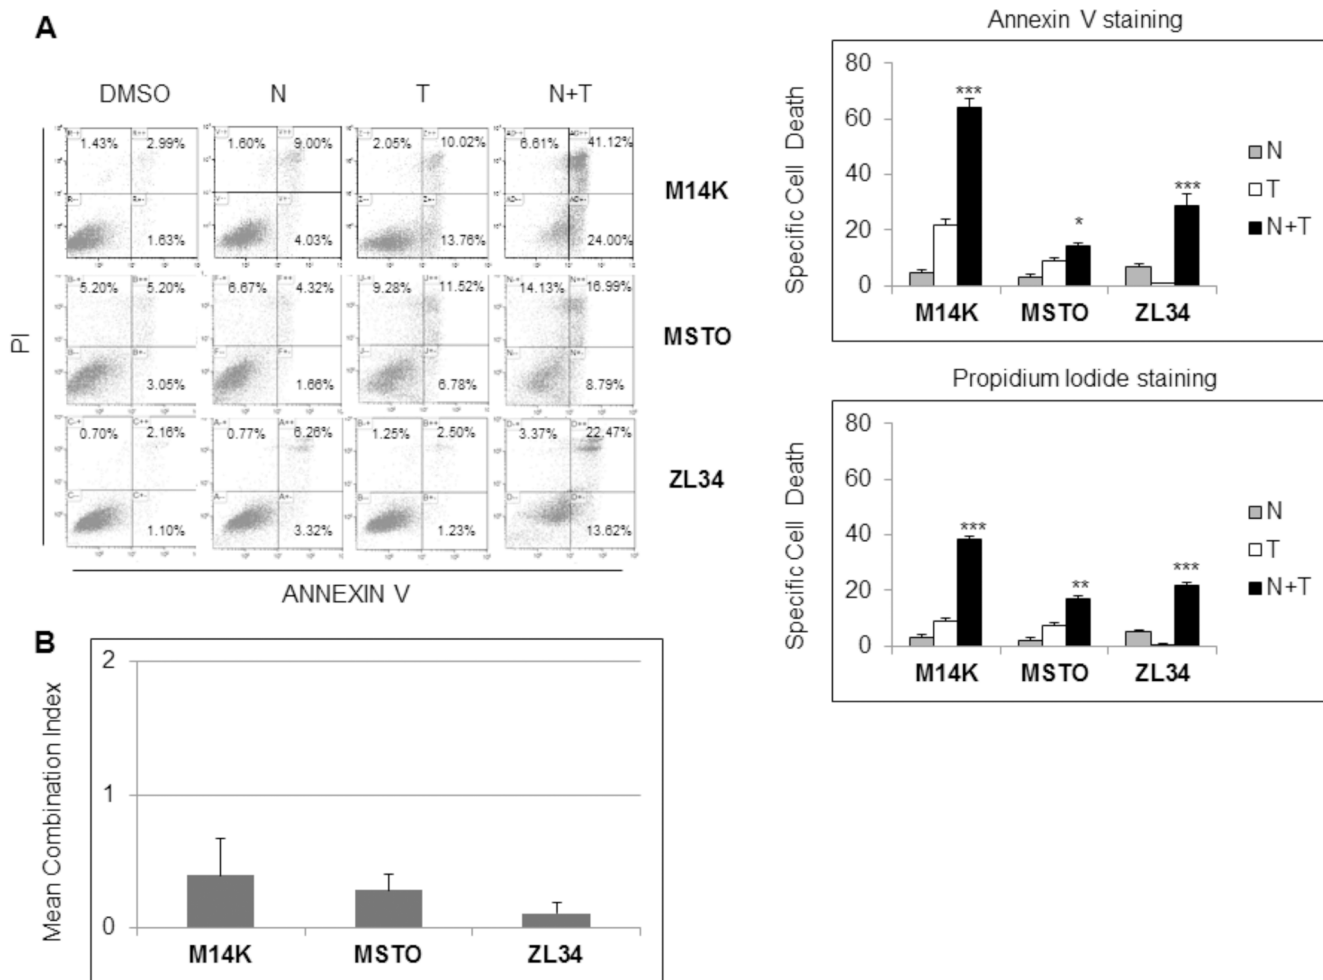 A
DMSO N T N+T
1.43% 2.99% 1.60% 9.00% 2.05% 10.02% 6.61% 41.12%
1.63% 4.03% 13.76% 24.00%
M14K
5.20% 5.20% 6.67% 4.32% 9.28% 11.52% 14.13% 16.99%
3.05% 1.66% 6.78% 8.79%
MSTO
0.70% 2.16% 0.77% 6.26% 1.25% 2.50% 3.37% 22.47%
1.10% 3.32% 1.23% 13.62%
ZL34
PI
ANNEXIN V
Annexin V staining
Specific Cell Death
80
60
40
20
0
***
*
***
M14K MSTO ZL34
N
T
N+T
Propidium Iodide staining
Specific Cell Death
80
60
40
20
0
***
**
***
M14K MSTO ZL34
N
T
N+T
B
Mean Combination Index
2
1
0
M14K MSTO ZL34